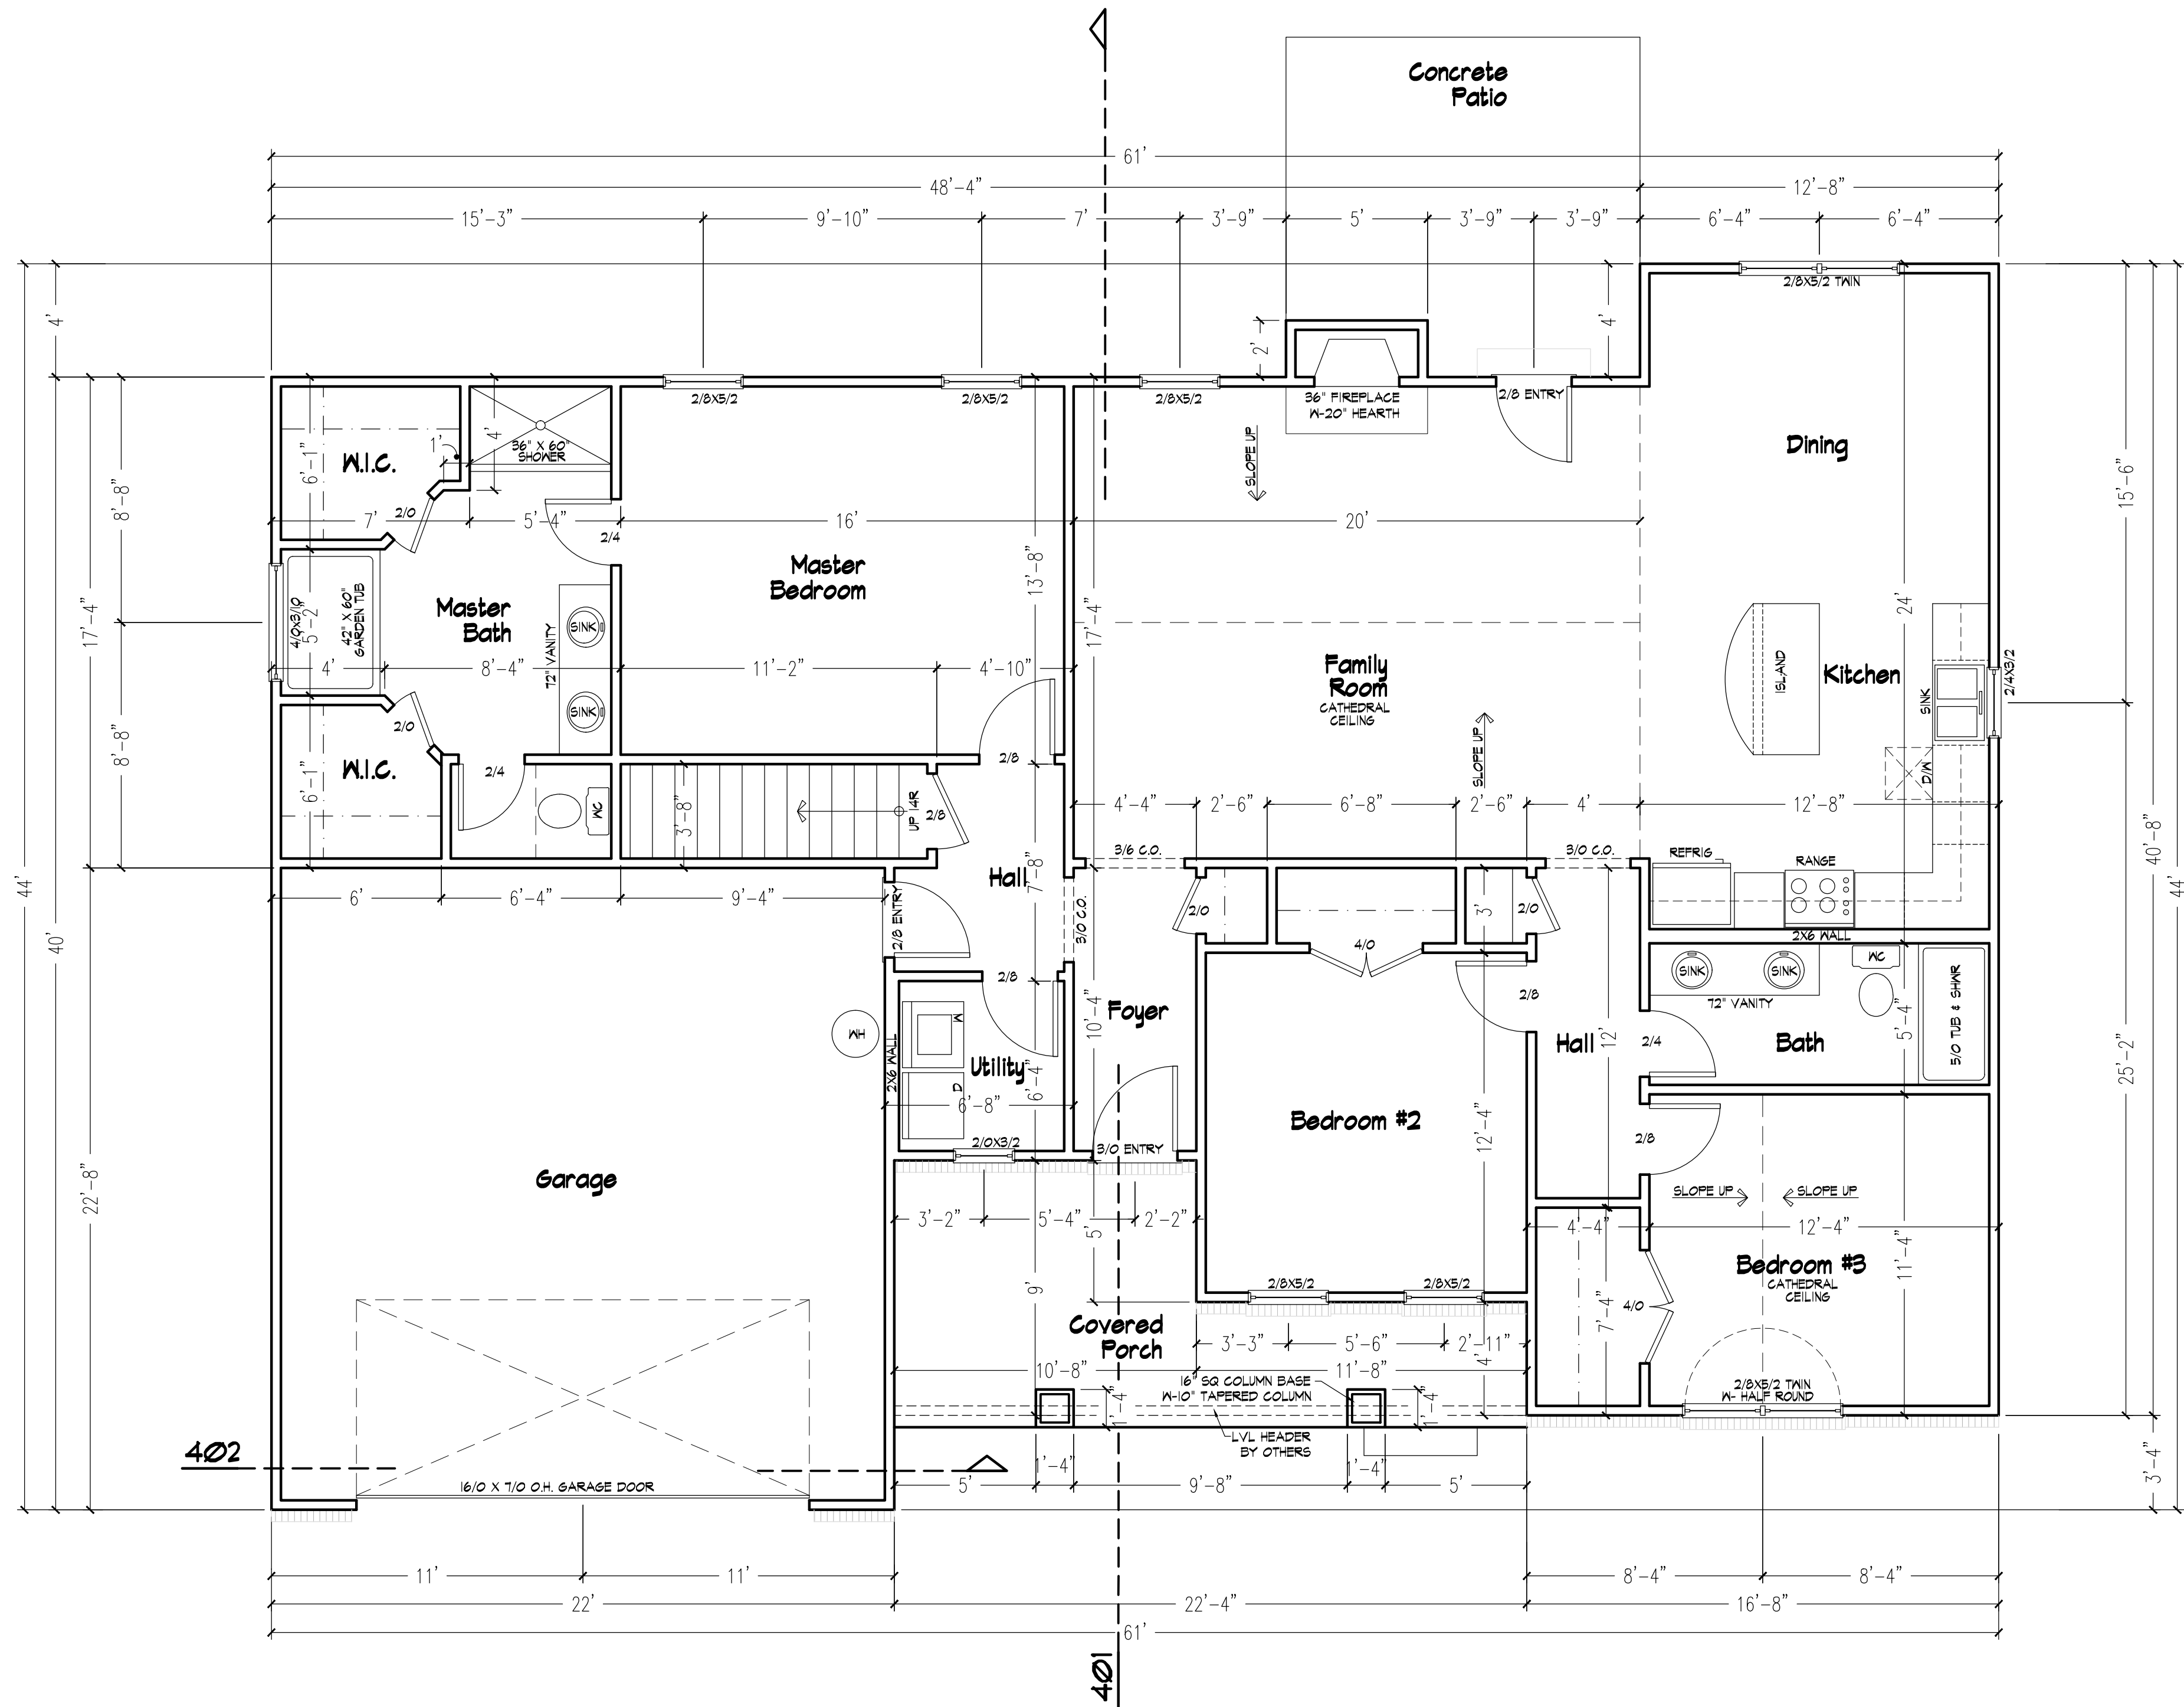 Concrete
Patio
61'
48'-4"
12'-8"
15'-3"
9'-10"
7'
3'-9"
5'
3'-9"
3'-9"
6'-4"
6'-4"
4'
2'
4'
2/8X5/2 TWIN
2/8X5/2
2/8X5/2
2/8X5/2
36" FIREPLACE
W-20" HEARTH
2/8 ENTRY
W.I.C.
1'
4'
36" X 60"
SHOWER
6'-1"
SLOPE UP
Dining
8'-8"
15'-6"
7'
2/0
5'-4"
2/4
16'
20'
Master
Bedroom
13'-8"
17'-4"
17'-4"
24'
4/0X3/10
5'-2"
42" X 60"
GARDEN TUB
Master
Bath
SINK
72" VANITY
SINK
4'
8'-4"
11'-2"
4'-10"
Family
Room
CATHEDRAL
CEILING
SLOPE UP
ISLAND
Kitchen
SINK
2/4X3/2
D/W
2/0
8'-8"
W.I.C.
6'-1"
2/4
WC
3'-8"
UP 14R
2/8
2/8
4'-4"
2'-6"
6'-8"
2'-6"
4'
12'-8"
3/6 C.O.
3/0 C.O.
REFRIG
RANGE
Hall
7'-8"
3/0 C.O.
44'
40'
6'
6'-4"
9'-4"
2/8 ENTRY
2/0
3'
2/0
4/0
2X6 WALL
40'-8"
44'
2/8
2/8
SINK
SINK
WC
72" VANITY
5/0 TUB & SHWR
5'-4"
Bath
Foyer
10'-4"
Hall
12'
2/4
WH
2X6 WALL
W
D
Utility
6'-4"
6'-8"
2/0X3/2
3/0 ENTRY
Bedroom #2
12'-4"
2/8
25'-2"
Garage
22'-8"
SLOPE UP
SLOPE UP
3'-2"
5'-4"
2'-2"
5'
9'
4'-4"
12'-4"
Bedroom #3
CATHEDRAL
CEILING
11'-4"
2/8X5/2
2/8X5/2
4/0
7'-4"
Covered
Porch
3'-3"
5'-6"
2'-11"
4'
10'-8"
11'-8"
16" SQ COLUMN BASE
W-10" TAPERED COLUMN
1'-4"
1'-4"
2/8X5/2 TWIN
W- HALF ROUND
LVL HEADER
BY OTHERS
402
16/0 X 7/0 O.H. GARAGE DOOR
5'
1'-4"
9'-8"
1'-4"
5'
3'-4"
11'
11'
8'-4"
8'-4"
22'
22'-4"
16'-8"
61'
401